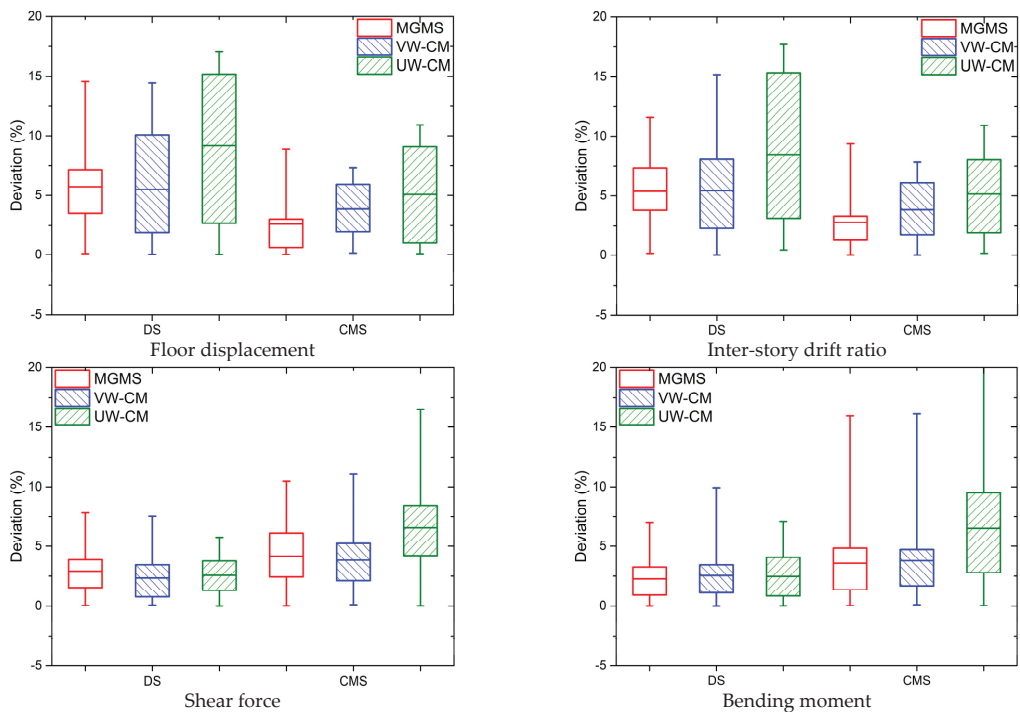 20
15
10
5
0
-5
Deviation (%)
MGMS
VW-CM
UW-CM
DS
CMS
Floor displacement
20
15
10
5
0
-5
Deviation (%)
MGMS
VW-CM
UW-CM
DS
CMS
Inter-story drift ratio
20
15
10
5
0
-5
Deviation (%)
MGMS
VW-CM
UW-CM
DS
CMS
Shear force
20
15
10
5
0
-5
Deviation (%)
MGMS
VW-CM
UW-CM
DS
CMS
Bending moment